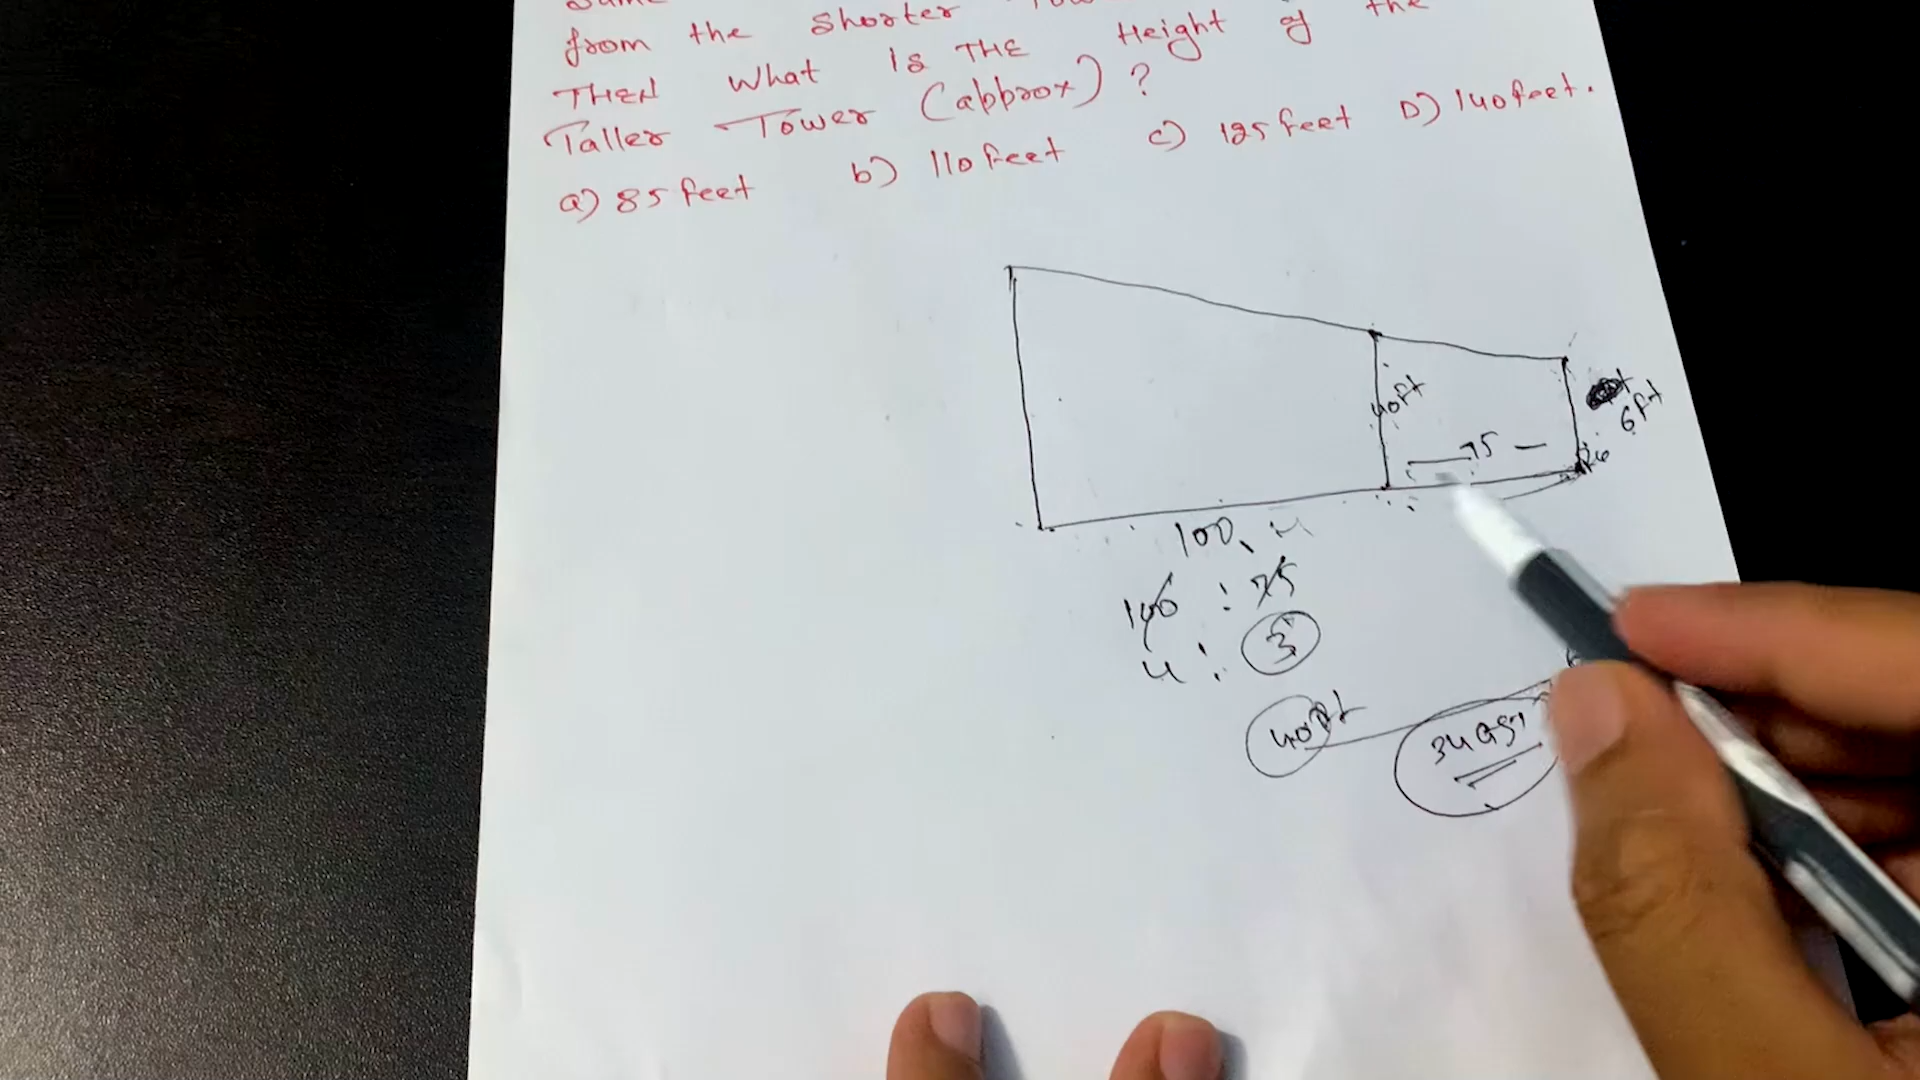 from the shorter
THEN What is THE Height of the
Taller Tower (abbrox) ?
a) 85 feet b) 110 feet c) 125 feet D) 140 feet.
40ft
6ft
75
100
100 : 75
4 : 3
40ft